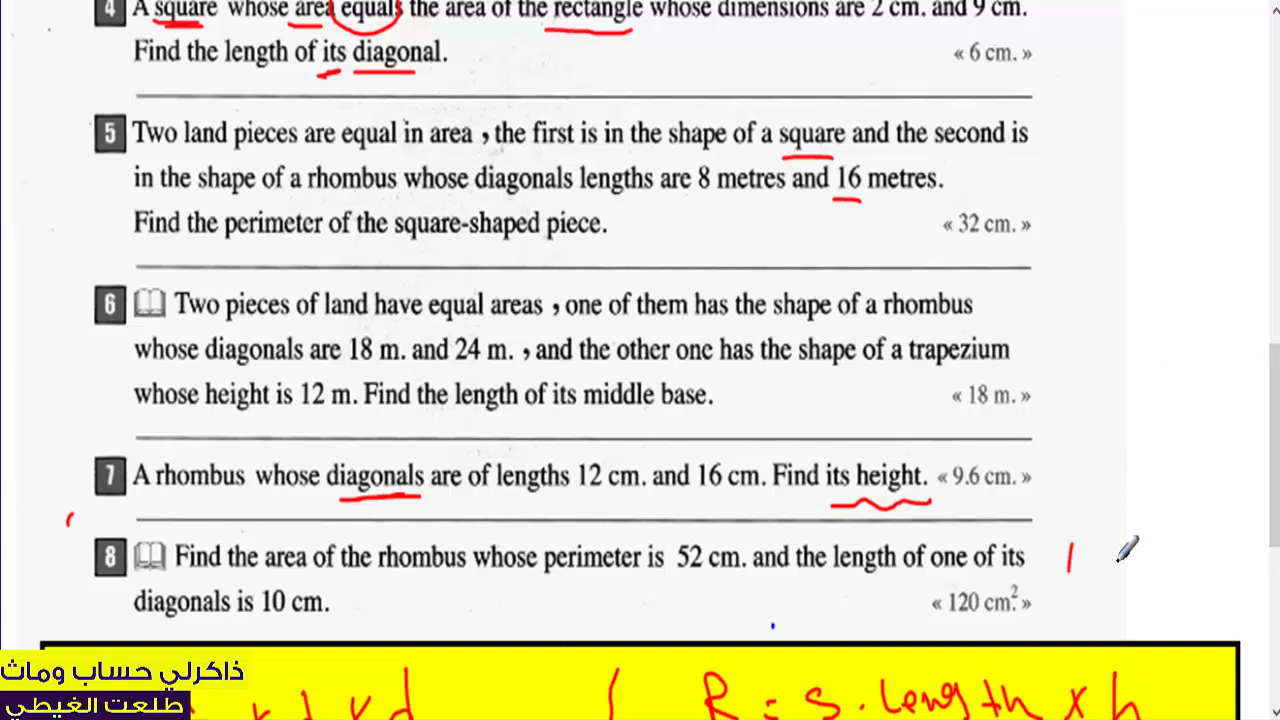 4 A square whose area equals the area of the rectangle whose dimensions are 2 cm. and 9 cm.
Find the length of its diagonal. « 6 cm. »
5 Two land pieces are equal in area , the first is in the shape of a square and the second is
in the shape of a rhombus whose diagonals lengths are 8 metres and 16 metres.
Find the perimeter of the square-shaped piece. « 32 cm. »
6 Two pieces of land have equal areas , one of them has the shape of a rhombus
whose diagonals are 18 m. and 24 m. , and the other one has the shape of a trapezium
whose height is 12 m. Find the length of its middle base. « 18 m. »
7 A rhombus whose diagonals are of lengths 12 cm. and 16 cm. Find its height. « 9.6 cm. »
8 Find the area of the rhombus whose perimeter is 52 cm. and the length of one of its
diagonals is 10 cm. « 120 cm².»
ذاكرلي حساب وماث
طلعت الغيطي
R = s. length × h